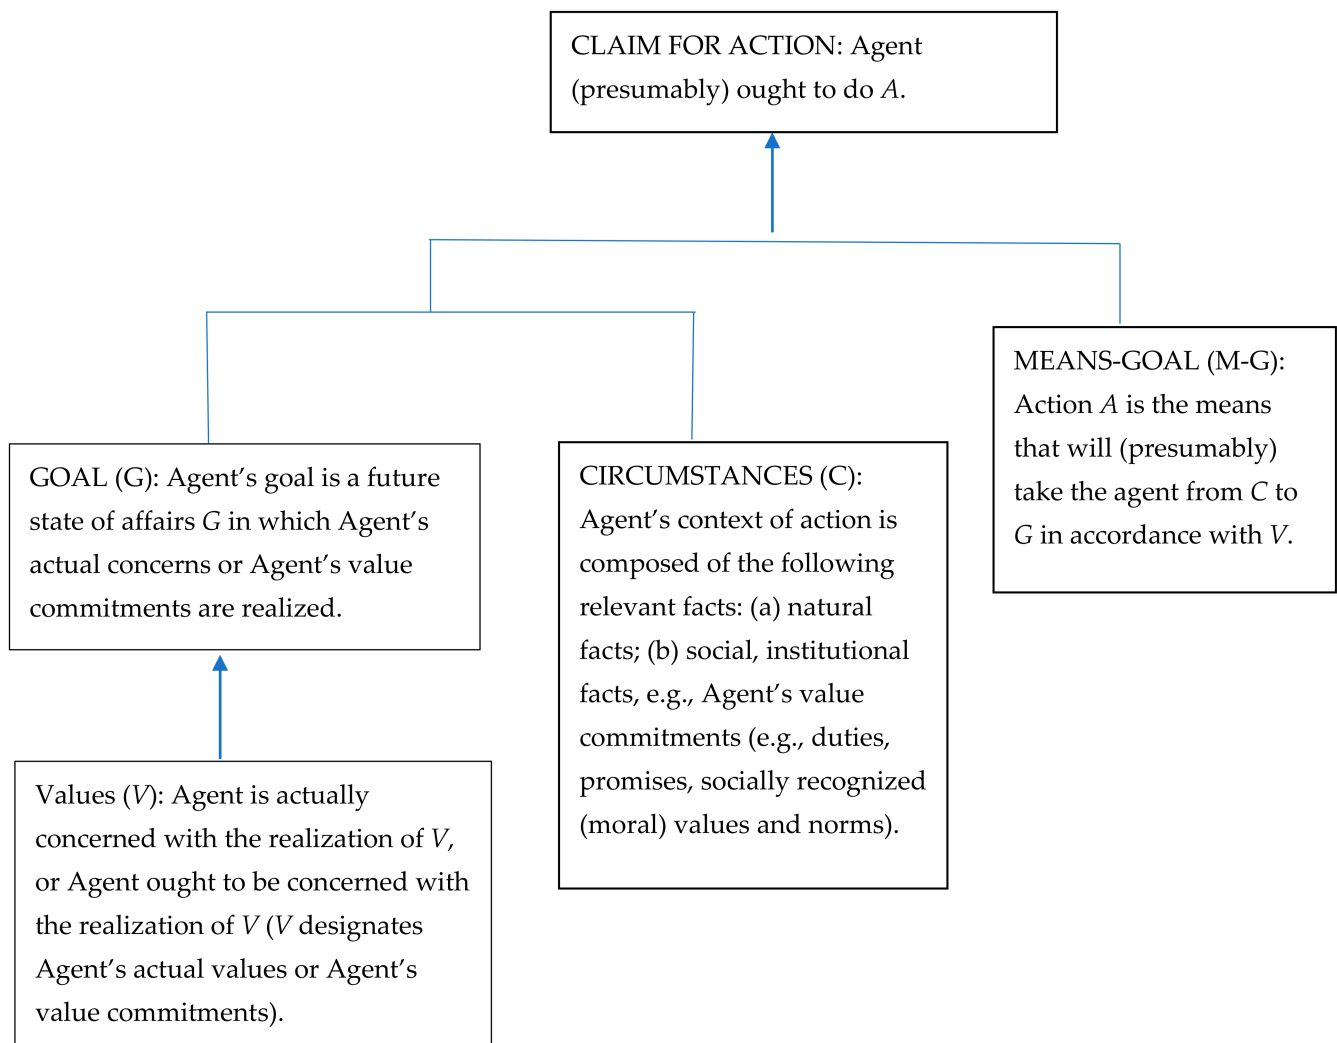 CLAIM FOR ACTION: Agent
(presumably) ought to do A.
GOAL (G): Agent’s goal is a future
state of affairs G in which Agent’s
actual concerns or Agent’s value
commitments are realized.
CIRCUMSTANCES (C):
Agent’s context of action is
composed of the following
relevant facts: (a) natural
facts; (b) social, institutional
facts, e.g., Agent’s value
commitments (e.g., duties,
promises, socially recognized
(moral) values and norms).
MEANS-GOAL (M-G):
Action A is the means
that will (presumably)
take the agent from C to
G in accordance with V.
Values (V): Agent is actually
concerned with the realization of V,
or Agent ought to be concerned with
the realization of V (V designates
Agent’s actual values or Agent’s
value commitments).